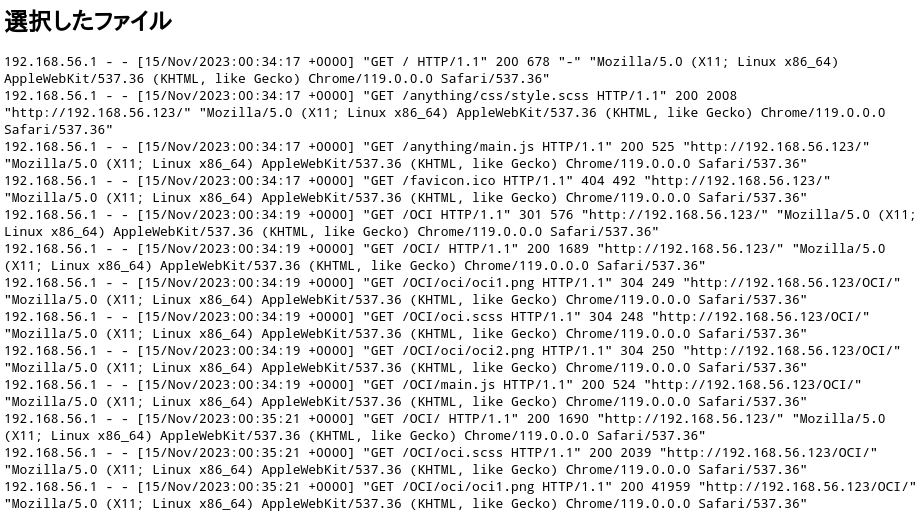 選択したファイル
192.168.56.1 - - [15/Nov/2023:00:34:17 +0000] "GET / HTTP/1.1" 200 678 "-" "Mozilla/5.0 (X11; Linux x86_64)
AppleWebKit/537.36 (KHTML, like Gecko) Chrome/119.0.0.0 Safari/537.36"
192.168.56.1 - - [15/Nov/2023:00:34:17 +0000] "GET /anything/css/style.scss HTTP/1.1" 200 2008
"http://192.168.56.123/" "Mozilla/5.0 (X11; Linux x86_64) AppleWebKit/537.36 (KHTML, like Gecko) Chrome/119.0.0.0
Safari/537.36"
192.168.56.1 - - [15/Nov/2023:00:34:17 +0000] "GET /anything/main.js HTTP/1.1" 200 525 "http://192.168.56.123/"
"Mozilla/5.0 (X11; Linux x86_64) AppleWebKit/537.36 (KHTML, like Gecko) Chrome/119.0.0.0 Safari/537.36"
192.168.56.1 - - [15/Nov/2023:00:34:17 +0000] "GET /favicon.ico HTTP/1.1" 404 492 "http://192.168.56.123/"
"Mozilla/5.0 (X11; Linux x86_64) AppleWebKit/537.36 (KHTML, like Gecko) Chrome/119.0.0.0 Safari/537.36"
192.168.56.1 - - [15/Nov/2023:00:34:19 +0000] "GET /OCI HTTP/1.1" 301 576 "http://192.168.56.123/" "Mozilla/5.0 (X11;
Linux x86_64) AppleWebKit/537.36 (KHTML, like Gecko) Chrome/119.0.0.0 Safari/537.36"
192.168.56.1 - - [15/Nov/2023:00:34:19 +0000] "GET /OCI/ HTTP/1.1" 200 1689 "http://192.168.56.123/" "Mozilla/5.0
(X11; Linux x86_64) AppleWebKit/537.36 (KHTML, like Gecko) Chrome/119.0.0.0 Safari/537.36"
192.168.56.1 - - [15/Nov/2023:00:34:19 +0000] "GET /OCI/oci/oci1.png HTTP/1.1" 304 249 "http://192.168.56.123/OCI/"
"Mozilla/5.0 (X11; Linux x86_64) AppleWebKit/537.36 (KHTML, like Gecko) Chrome/119.0.0.0 Safari/537.36"
192.168.56.1 - - [15/Nov/2023:00:34:19 +0000] "GET /OCI/oci.scss HTTP/1.1" 304 248 "http://192.168.56.123/OCI/"
"Mozilla/5.0 (X11; Linux x86_64) AppleWebKit/537.36 (KHTML, like Gecko) Chrome/119.0.0.0 Safari/537.36"
192.168.56.1 - - [15/Nov/2023:00:34:19 +0000] "GET /OCI/oci/oci2.png HTTP/1.1" 304 250 "http://192.168.56.123/OCI/"
"Mozilla/5.0 (X11; Linux x86_64) AppleWebKit/537.36 (KHTML, like Gecko) Chrome/119.0.0.0 Safari/537.36"
192.168.56.1 - - [15/Nov/2023:00:34:19 +0000] "GET /OCI/main.js HTTP/1.1" 200 524 "http://192.168.56.123/OCI/"
"Mozilla/5.0 (X11; Linux x86_64) AppleWebKit/537.36 (KHTML, like Gecko) Chrome/119.0.0.0 Safari/537.36"
192.168.56.1 - - [15/Nov/2023:00:35:21 +0000] "GET /OCI/ HTTP/1.1" 200 1690 "http://192.168.56.123/" "Mozilla/5.0
(X11; Linux x86_64) AppleWebKit/537.36 (KHTML, like Gecko) Chrome/119.0.0.0 Safari/537.36"
192.168.56.1 - - [15/Nov/2023:00:35:21 +0000] "GET /OCI/oci.scss HTTP/1.1" 200 2039 "http://192.168.56.123/OCI/"
"Mozilla/5.0 (X11; Linux x86_64) AppleWebKit/537.36 (KHTML, like Gecko) Chrome/119.0.0.0 Safari/537.36"
192.168.56.1 - - [15/Nov/2023:00:35:21 +0000] "GET /OCI/oci/oci1.png HTTP/1.1" 200 41959 "http://192.168.56.123/OCI/"
"Mozilla/5.0 (X11; Linux x86_64) AppleWebKit/537.36 (KHTML, like Gecko) Chrome/119.0.0.0 Safari/537.36"